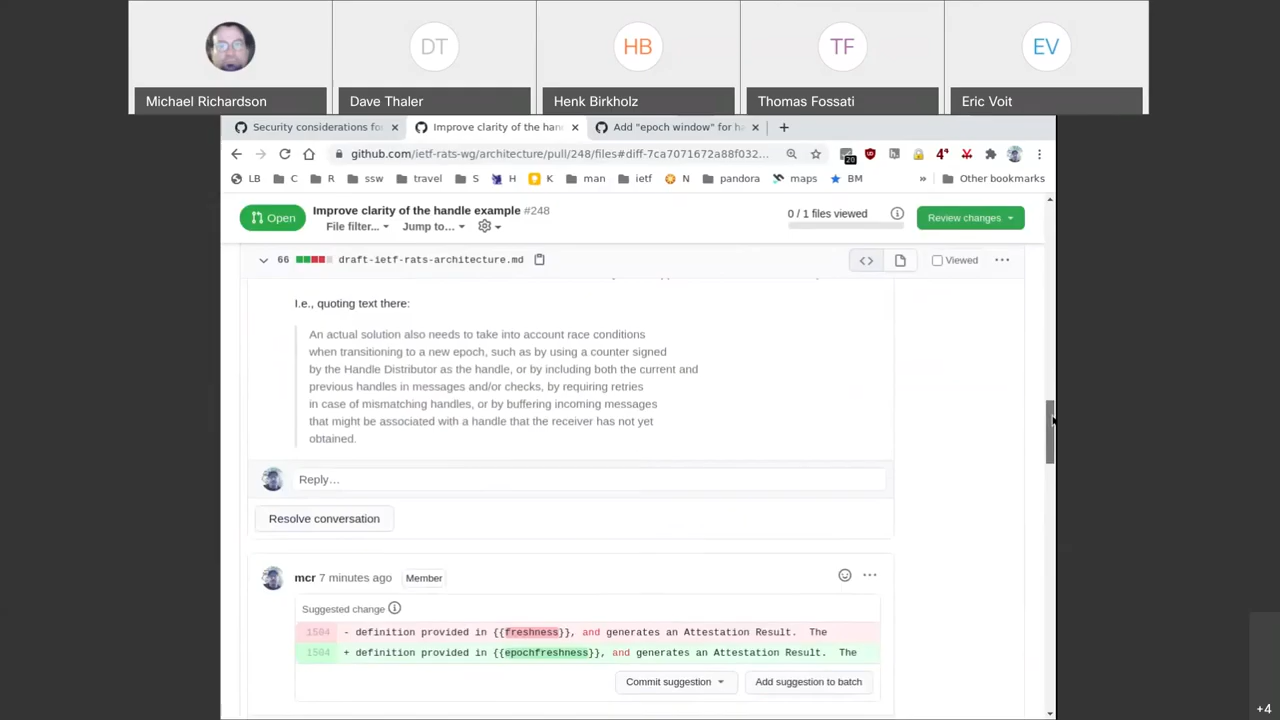 DT
HB
TF
EV
Michael Richardson
Dave Thaler
Henk Birkholz
Thomas Fossati
Eric Voit
Security considerations fo
Improve clarity of the han
Add "epoch window" for ha
github.com/ietf-rats-wg/architecture/pull/248/files#diff-7ca7071672a88f032...
20
4°
LB
C
R
ssw
travel
S
H
K
man
ietf
N
pandora
maps
BM
»
Other bookmarks
Open
Improve clarity of the handle example #248
File filter...
Jump to...
0 / 1 files viewed
Review changes
66
draft-ietf-rats-architecture.md
Viewed
I.e., quoting text there:
An actual solution also needs to take into account race conditions
when transitioning to a new epoch, such as by using a counter signed
by the Handle Distributor as the handle, or by including both the current and
previous handles in messages and/or checks, by requiring retries
in case of mismatching handles, or by buffering incoming messages
that might be associated with a handle that the receiver has not yet
obtained.
Reply...
Resolve conversation
mcr 7 minutes ago Member
Suggested change
1504 - definition provided in {{freshness}}, and generates an Attestation Result. The
1504 + definition provided in {{epochfreshness}}, and generates an Attestation Result. The
Commit suggestion
Add suggestion to batch
+4